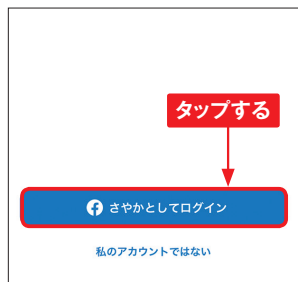 タップする
さやかとしてログイン
私のアカウントではない